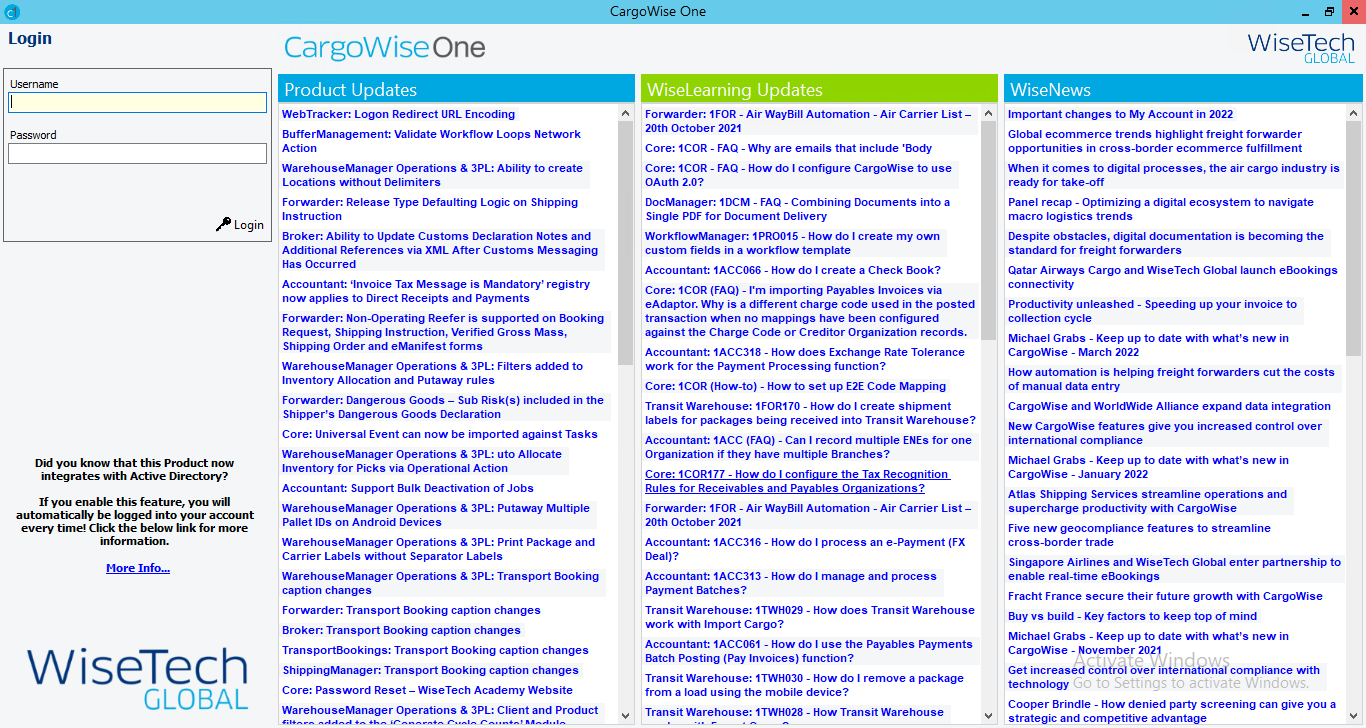 CargoWise One
Login
Username
Password
Login
Did you know that this Product now
integrates with Active Directory?
If you enable this feature, you will
automatically be logged into your account
every time! Click the below link for more
information.
More Info...
WiseTech
GLOBAL
CargoWiseOne
WiseTech
GLOBAL
Product Updates
WebTracker: Logon Redirect URL Encoding
BufferManagement: Validate Workflow Loops Network
Action
WarehouseManager Operations & 3PL: Ability to create
Locations without Delimiters
Forwarder: Release Type Defaulting Logic on Shipping
Instruction
Broker: Ability to Update Customs Declaration Notes and
Additional References via XML After Customs Messaging
Has Occurred
Accountant: ‘Invoice Tax Message is Mandatory’ registry
now applies to Direct Receipts and Payments
Forwarder: Non-Operating Reefer is supported on Booking
Request, Shipping Instruction, Verified Gross Mass,
Shipping Order and eManifest forms
WarehouseManager Operations & 3PL: Filters added to
Inventory Allocation and Putaway rules
Forwarder: Dangerous Goods – Sub Risk(s) included in the
Shipper’s Dangerous Goods Declaration
Core: Universal Event can now be imported against Tasks
WarehouseManager Operations & 3PL: uto Allocate
Inventory for Picks via Operational Action
Accountant: Support Bulk Deactivation of Jobs
WarehouseManager Operations & 3PL: Putaway Multiple
Pallet IDs on Android Devices
WarehouseManager Operations & 3PL: Print Package and
Carrier Labels without Separator Labels
WarehouseManager Operations & 3PL: Transport Booking
caption changes
Forwarder: Transport Booking caption changes
Broker: Transport Booking caption changes
TransportBookings: Transport Booking caption changes
ShippingManager: Transport Booking caption changes
Core: Password Reset – WiseTech Academy Website
WarehouseManager Operations & 3PL: Client and Product
filters added to the ‘Generate Cycle Counts’ Module
WiseLearning Updates
Forwarder: 1FOR - Air WayBill Automation - Air Carrier List –
20th October 2021
Core: 1COR - FAQ - Why are emails that include 'Body
Core: 1COR - FAQ - How do I configure CargoWise to use
OAuth 2.0?
DocManager: 1DCM - FAQ - Combining Documents into a
Single PDF for Document Delivery
WorkflowManager: 1PRO015 - How do I create my own
custom fields in a workflow template
Accountant: 1ACC066 - How do I create a Check Book?
Core: 1COR (FAQ) - I'm importing Payables Invoices via
eAdaptor. Why is a different charge code used in the posted
transaction when no mappings have been configured
against the Charge Code or Creditor Organization records.
Accountant: 1ACC318 - How does Exchange Rate Tolerance
work for the Payment Processing function?
Core: 1COR (How-to) - How to set up E2E Code Mapping
Transit Warehouse: 1FOR170 - How do I create shipment
labels for packages being received into Transit Warehouse?
Accountant: 1ACC (FAQ) - Can I record multiple ENEs for one
Organization if they have multiple Branches?
Core: 1COR177 - How do I configure the Tax Recognition
Rules for Receivables and Payables Organizations?
Forwarder: 1FOR - Air WayBill Automation - Air Carrier List –
20th October 2021
Accountant: 1ACC316 - How do I process an e-Payment (FX
Deal)?
Accountant: 1ACC313 - How do I manage and process
Payment Batches?
Transit Warehouse: 1TWH029 - How does Transit Warehouse
work with Import Cargo?
Accountant: 1ACC061 - How do I use the Payables Payments
Batch Posting (Pay Invoices) function?
Transit Warehouse: 1TWH030 - How do I remove a package
from a load using the mobile device?
Transit Warehouse: 1TWH028 - How Transit Warehouse
WiseNews
Important changes to My Account in 2022
Global ecommerce trends highlight freight forwarder
opportunities in cross-border ecommerce fulfillment
When it comes to digital processes, the air cargo industry is
ready for take-off
Panel recap - Optimizing a digital ecosystem to navigate
macro logistics trends
Despite obstacles, digital documentation is becoming the
standard for freight forwarders
Qatar Airways Cargo and WiseTech Global launch eBookings
connectivity
Productivity unleashed - Speeding up your invoice to
collection cycle
Michael Grabs - Keep up to date with what's new in
CargoWise - March 2022
How automation is helping freight forwarders cut the costs
of manual data entry
CargoWise and WorldWide Alliance expand data integration
New CargoWise features give you increased control over
international compliance
Michael Grabs - Keep up to date with what's new in
CargoWise - January 2022
Atlas Shipping Services streamline operations and
supercharge productivity with CargoWise
Five new geocompliance features to streamline
cross-border trade
Singapore Airlines and WiseTech Global enter partnership to
enable real-time eBookings
Fracht France secure their future growth with CargoWise
Buy vs build - Key factors to keep top of mind
Michael Grabs - Keep up to date with what's new in
CargoWise - November 2021
Get increased control over international compliance with
technology
Cooper Brindle - How denied party screening can give you a
strategic and competitive advantage
Activate Windows
Go to Settings to activate Windows.